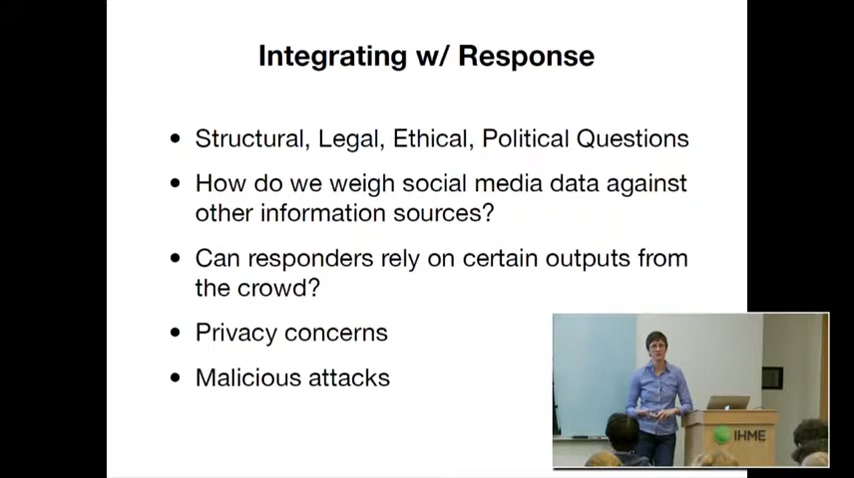 Integrating w/ Response
• Structural, Legal, Ethical, Political Questions
• How do we weigh social media data against
other information sources?
• Can responders rely on certain outputs from
the crowd?
• Privacy concerns
• Malicious attacks
IHME